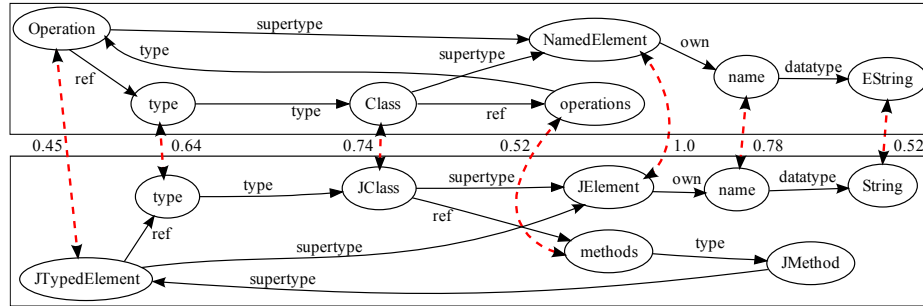 Operation
supertype
NamedElement
own
type
supertype
ref
name
datatype
EString
type
type
Class
ref
operations
0.45
0.64
0.74
0.52
1.0
0.78
0.52
type
type
JClass
supertype
JElement
own
name
datatype
String
ref
ref
supertype
methods
type
JMethod
JTypedElement
supertype